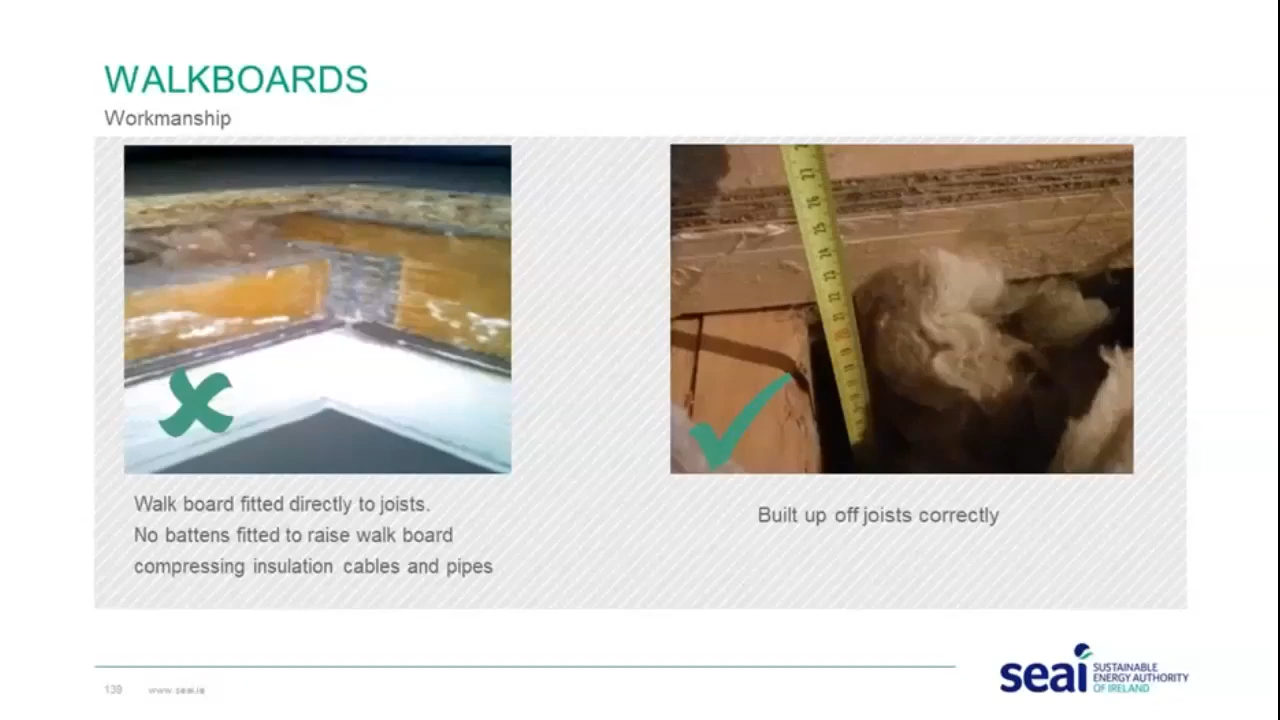 WALKBOARDS
Workmanship
Walk board fitted directly to joists.
No battens fitted to raise walk board
compressing insulation cables and pipes
Built up off joists correctly
139 www.seai.ie
seai SUSTAINABLE
ENERGY AUTHORITY
OF IRELAND